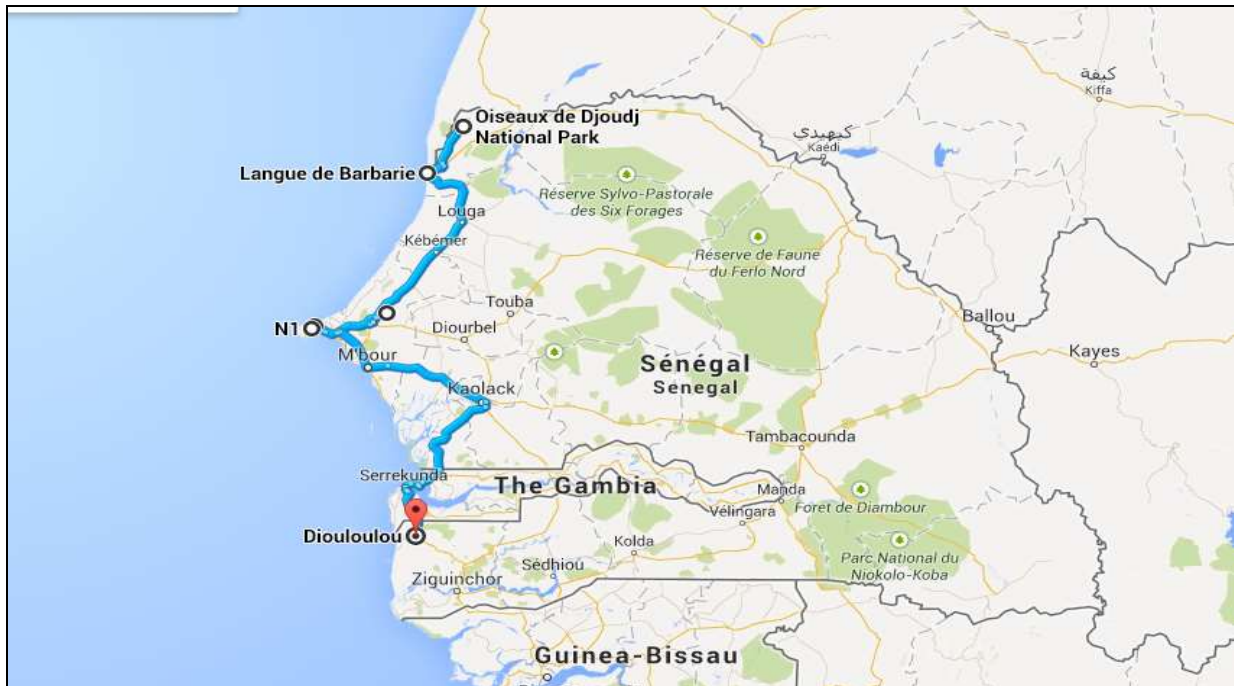 Oiseaux de Djoudj
National Park
Langue de Barbarie
Louga
Kébémer
N1
Touba
Diourbel
M'bour
Kaolack
Réserve Sylvo-Pastorale
des Six Forages
Réserve de Faune
du Ferlo Nord
كيفة
Kiffa
كيهيدي
Kaédi
Ballou
Kayes
Sénégal
Senegal
Tambacounda
Serrekunda
The Gambia
Manda
Vélingara
Foret de Diambour
Diouloulou
Kolda
Parc National du
Niokolo-Koba
Sédhiou
Ziguinchor
Guinea-Bissau